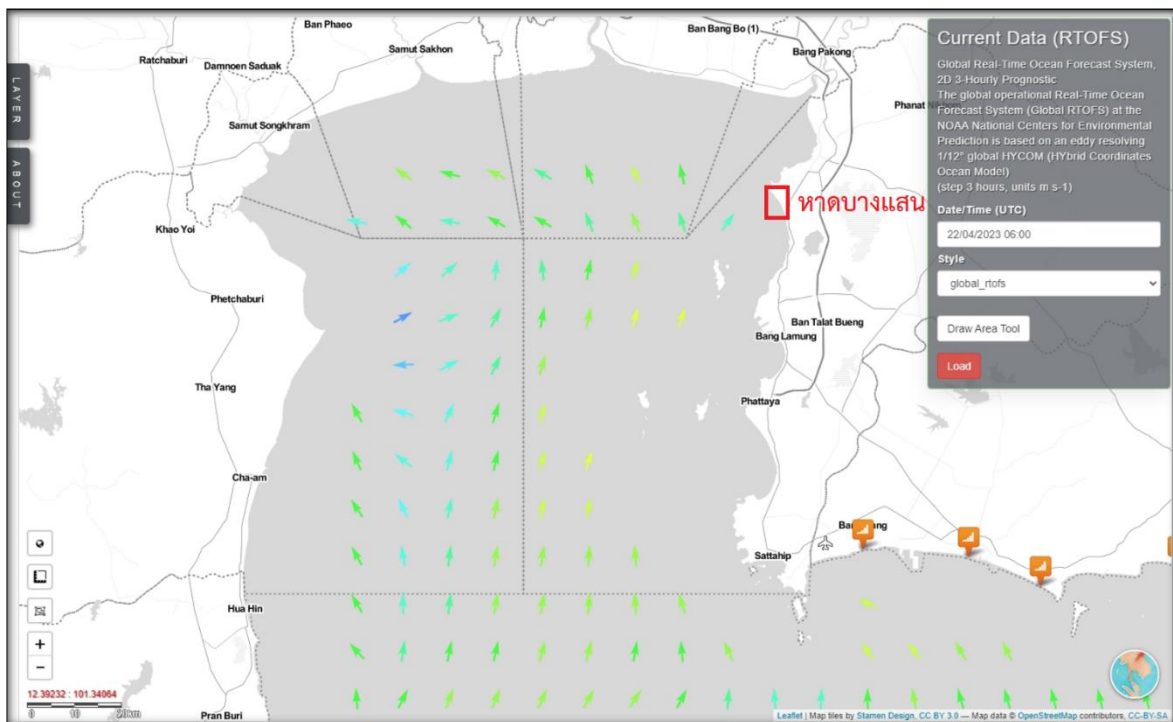 Ban Phaeo
Ratchaburi
Damnoen Saduak
Samut Sakhon
Samut Songkhram
Ban Bang Bo (1)
Bang Pakong
Khao Yoi
Phetchaburi
Tha Yang
Cha-am
Hua Hin
Pran Buri
หาดบางแสน
Ban Talat Bueng
Bang Lamung
Phattaya
Sattahip
LAYER
ABOUT
Current Data (RTOFS)
Global Real-Time Ocean Forecast System,
2D 3-Hourly Prognostic
The global operational Real-Time Ocean
Forecast System (Global RTOFS) at the
NOAA National Centers for Environmental
Prediction is based on an eddy resolving
1/12° global HYCOM (HYbrid Coordinates
Ocean Model)
(step 3 hours, units m s-1)
Date/Time (UTC)
22/04/2023 06:00
Style
global_rtofs
Draw Area Tool
Load
+
−
12.39232 : 101.34064
0 10 20km
Leaflet | Map tiles by Stamen Design, CC BY 3.0 — Map data © OpenStreetMap contributors, CC-BY-SA